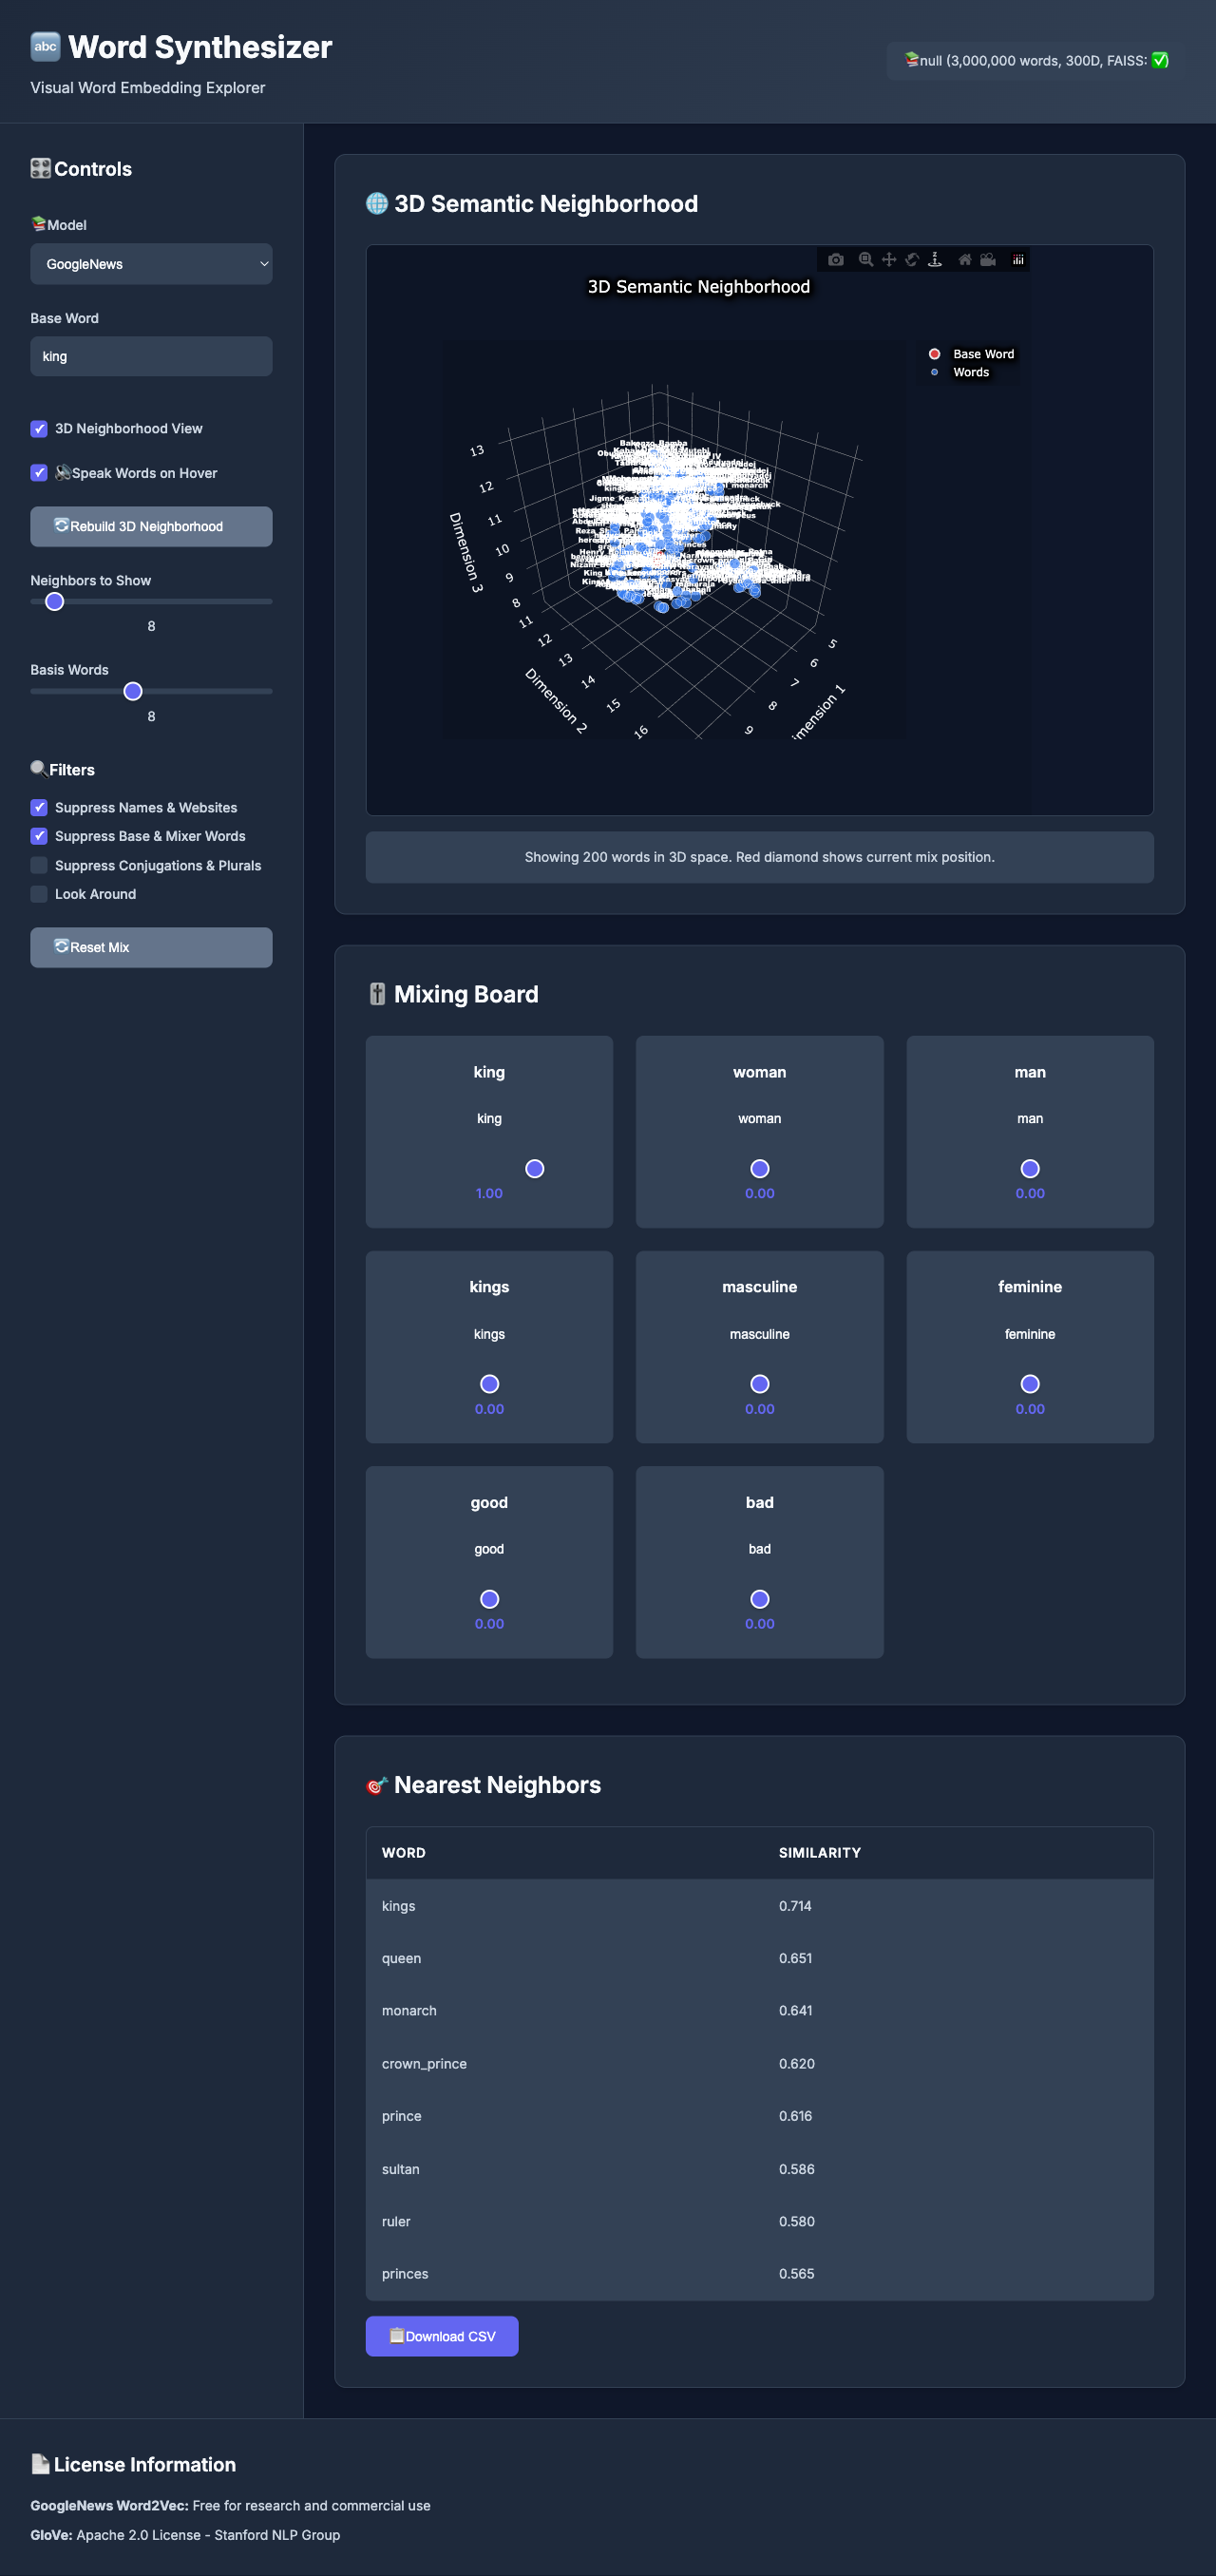 Word Synthesizer
Visual Word Embedding Explorer
null (3,000,000 words, 300D, FAISS: ✅)
Controls
Model
GoogleNews
Base Word
king
3D Neighborhood View
Speak Words on Hover
Rebuild 3D Neighborhood
Neighbors to Show
8
Basis Words
8
Filters
Suppress Names & Websites
Suppress Base & Mixer Words
Suppress Conjugations & Plurals
Look Around
Reset Mix
3D Semantic Neighborhood
3D Semantic Neighborhood
Base Word
Words
13
12
11
10
9
8
Dimension 3
11
12
13
14
15
16
Dimension 2
5
6
7
8
9
Dimension 1
Showing 200 words in 3D space. Red diamond shows current mix position.
Mixing Board
king
king
1.00
woman
woman
0.00
man
man
0.00
kings
kings
0.00
masculine
masculine
0.00
feminine
feminine
0.00
good
good
0.00
bad
bad
0.00
Nearest Neighbors
WORD SIMILARITY
kings 0.714
queen 0.651
monarch 0.641
crown_prince 0.620
prince 0.616
sultan 0.586
ruler 0.580
princes 0.565
Download CSV
License Information
GoogleNews Word2Vec: Free for research and commercial use
GloVe: Apache 2.0 License - Stanford NLP Group